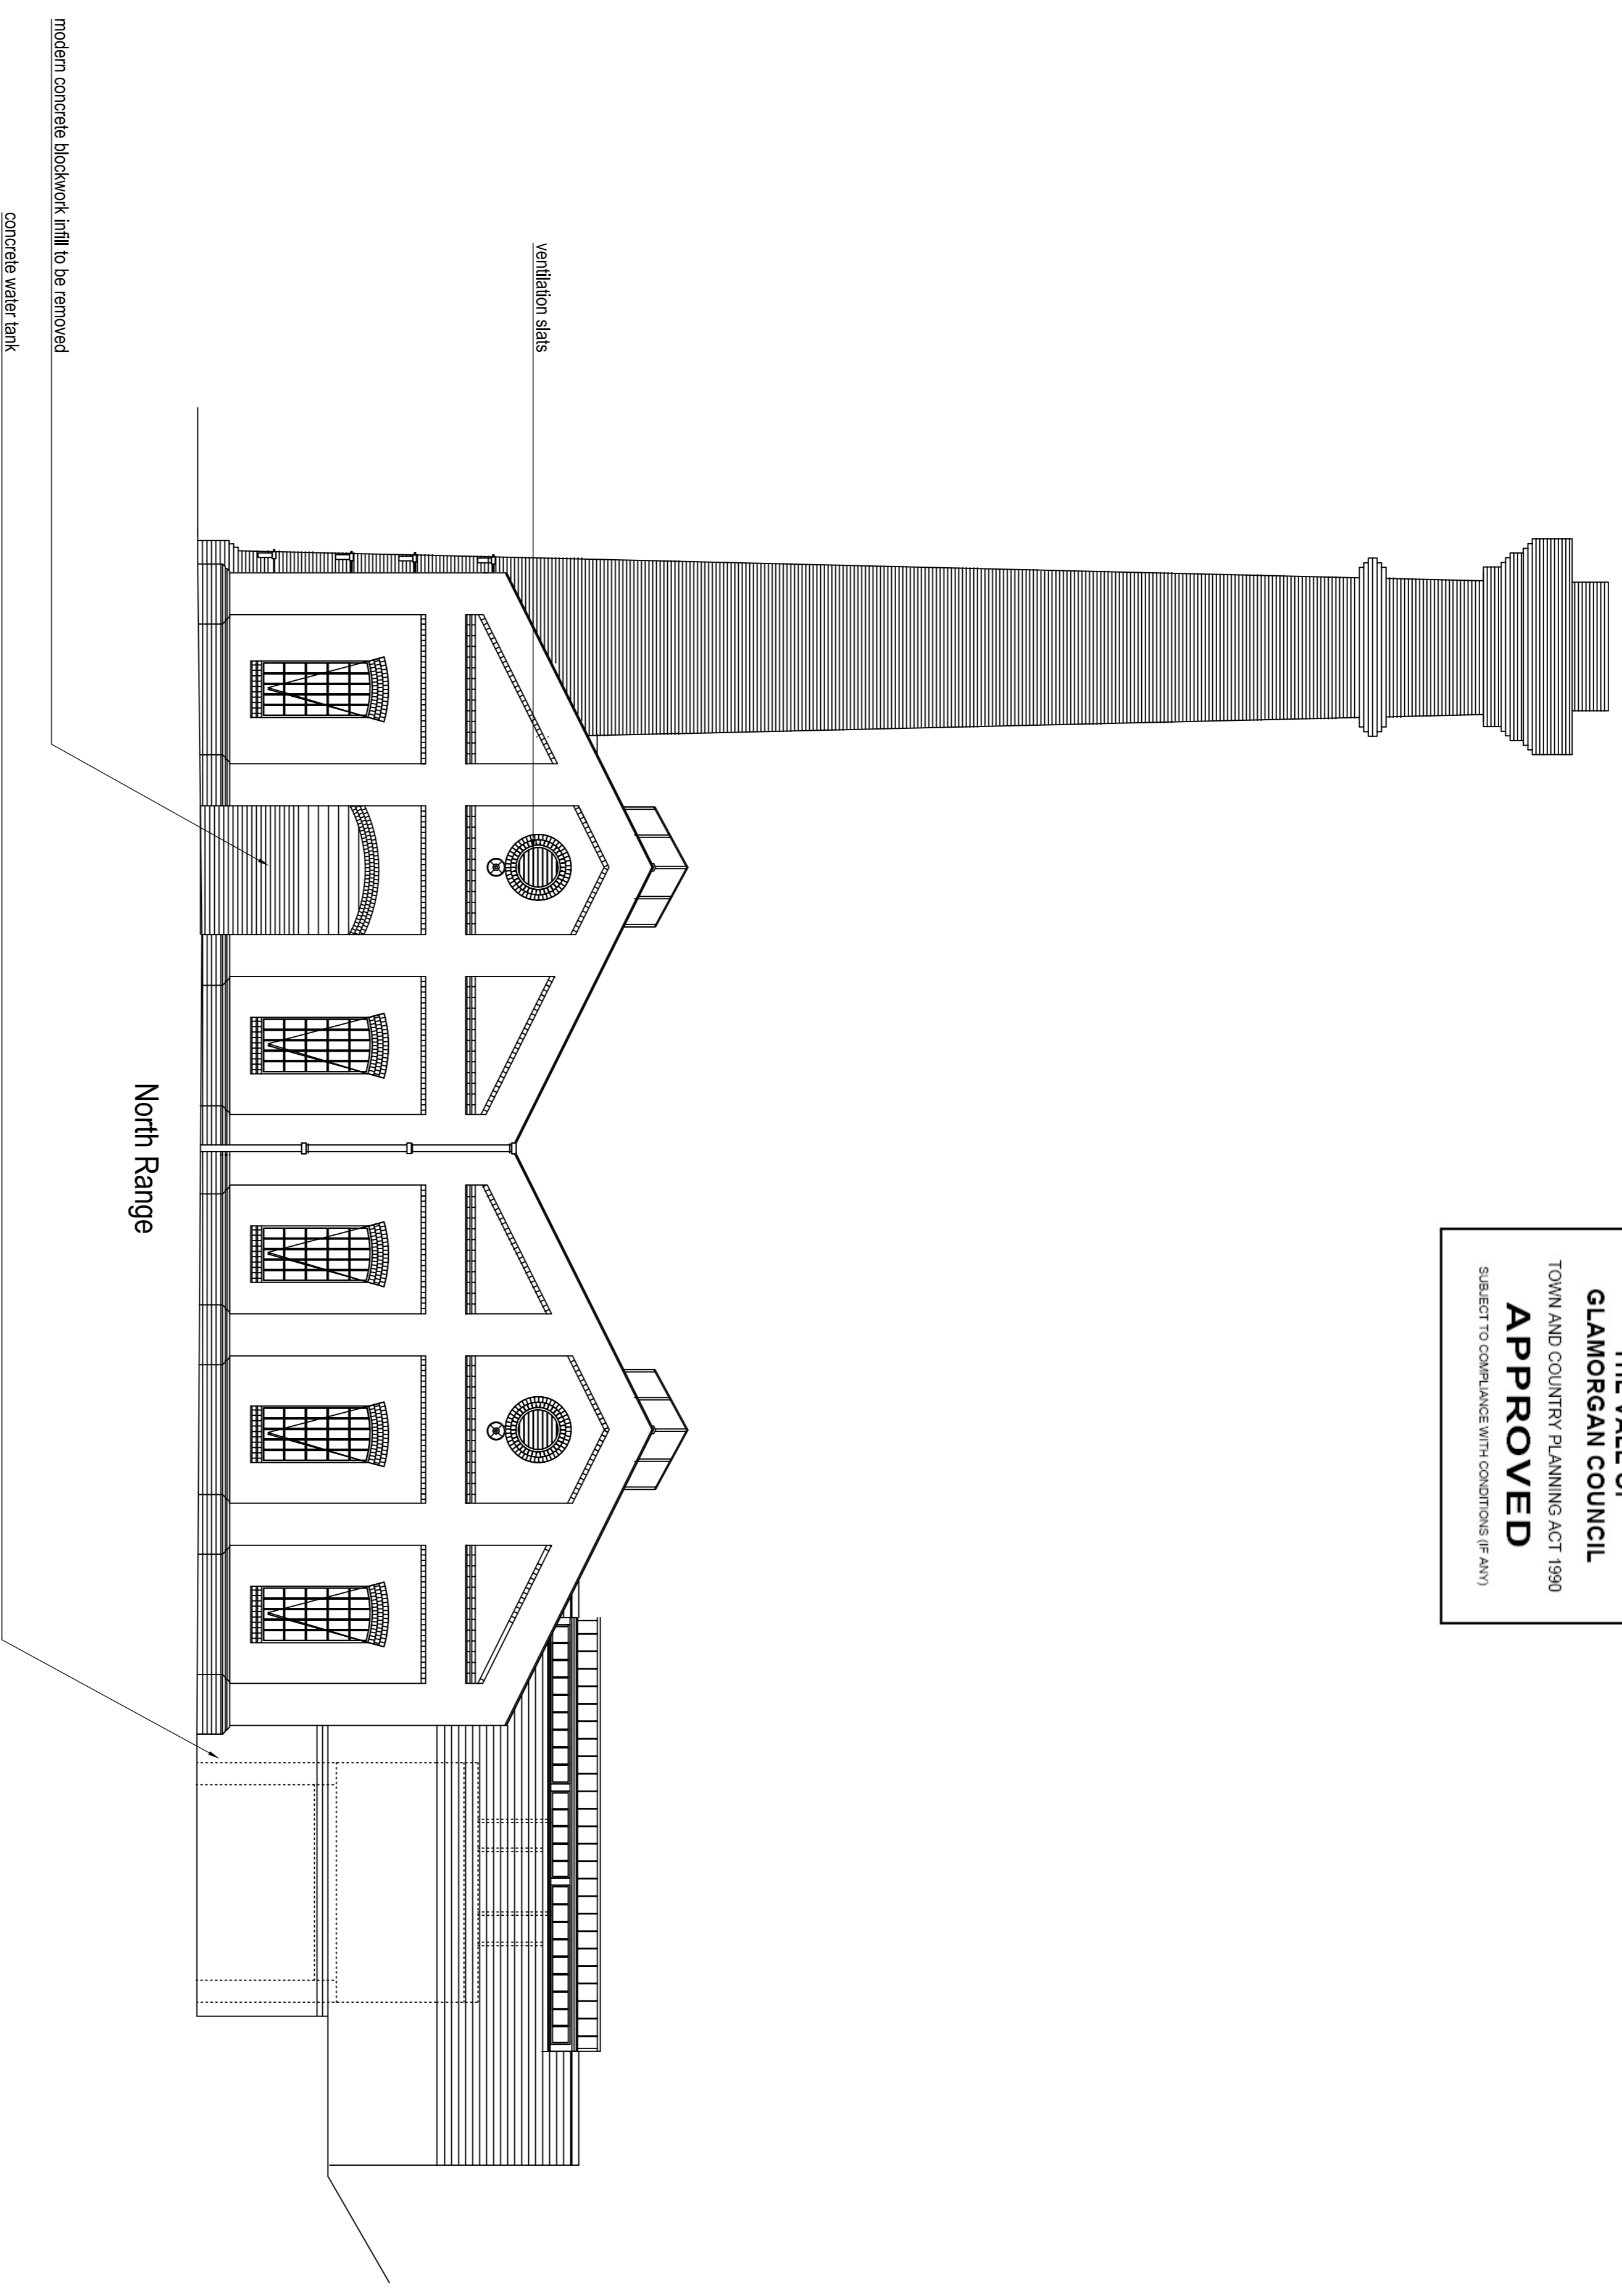 GLAMORGAN COUNCIL
TOWN AND COUNTRY PLANNING ACT 1990
APPROVED
SUBJECT TO COMPLIANCE WITH CONDITIONS (IF ANY)
ventilation slats
North Range
modern concrete blockwork infill to be removed
concrete water tank